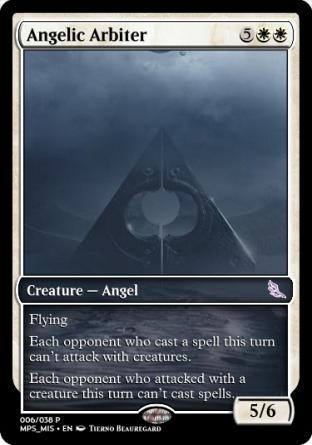 Angelic Arbiter 5
Creature — Angel
Flying
Each opponent who cast a spell this turn
can't attack with creatures.
Each opponent who attacked with a
creature this turn can't cast spells.
5/6
006/038 P
MPS_MIS • EN Tierno Beauregard